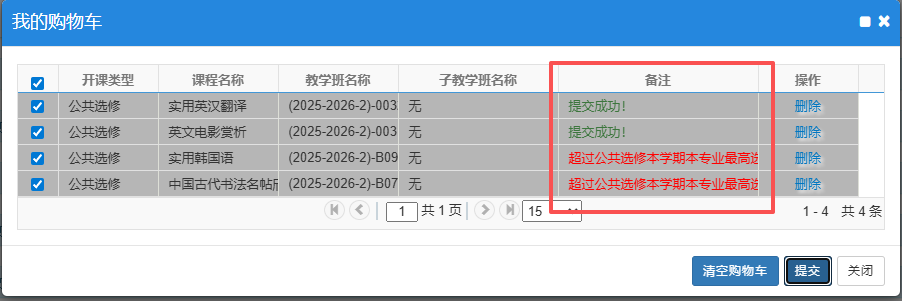 我的购物车
开课类型 课程名称 教学班名称 子教学班名称 备注 操作
公共选修 实用英汉翻译 (2025-2026-2)-003 无 提交成功! 删除
公共选修 英文电影赏析 (2025-2026-2)-003 无 提交成功! 删除
公共选修 实用韩国语 (2025-2026-2)-B09 无 超过公共选修本学期本专业最高选 删除
公共选修 中国古代书法名帖 (2025-2026-2)-B07 无 超过公共选修本学期本专业最高选 删除
1 共 1 页 15 1 - 4 共 4 条
清空购物车 提交 关闭